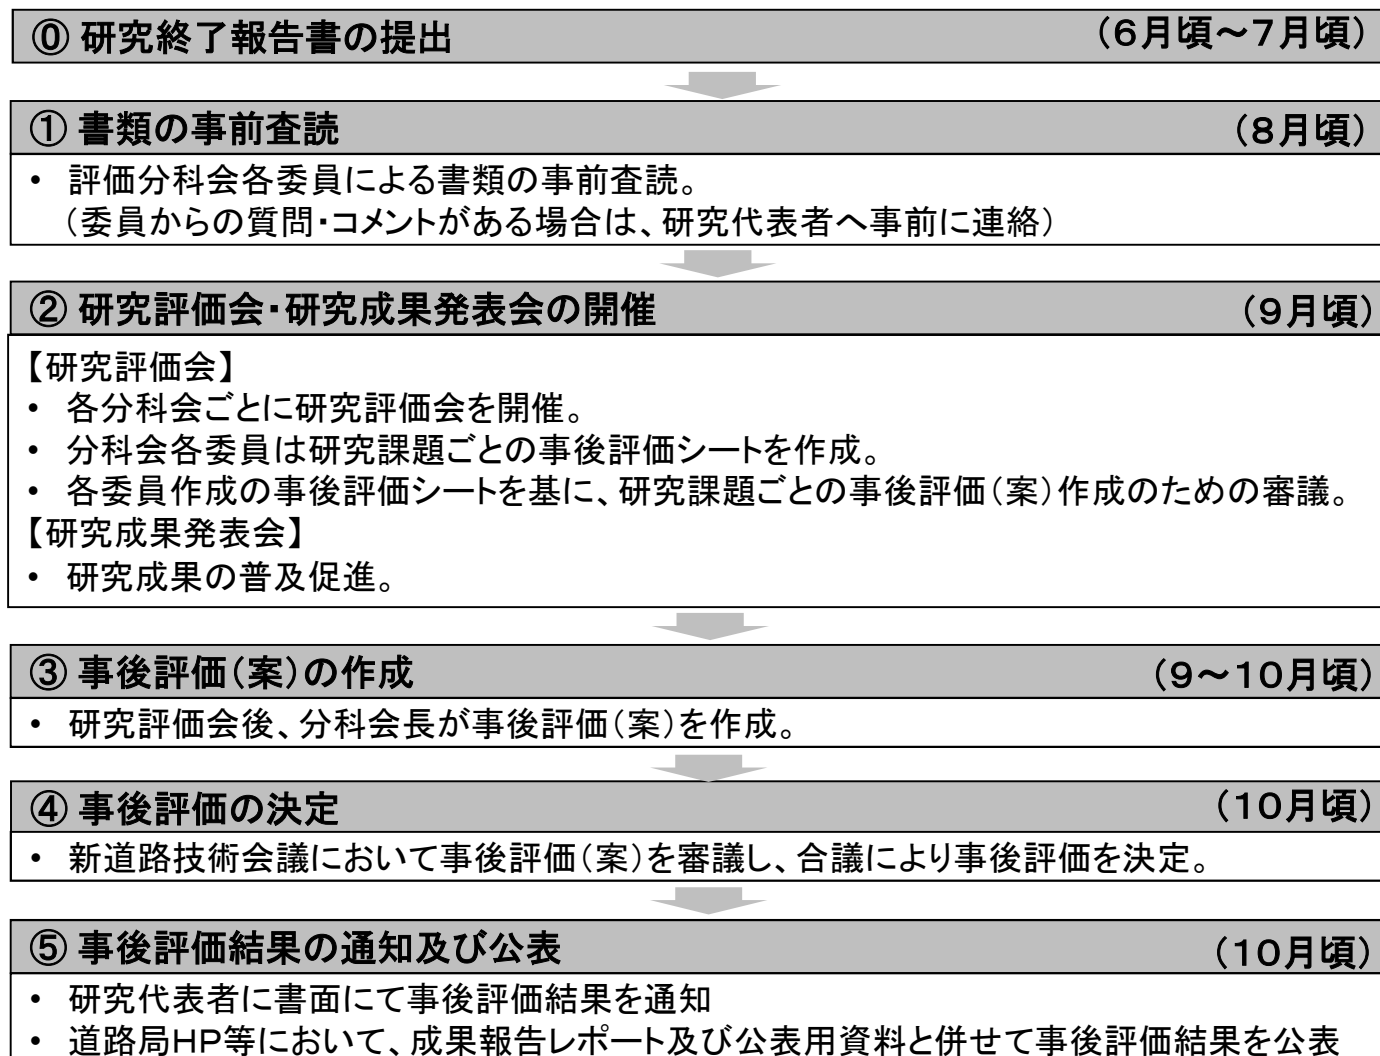 ⓪ 研究終了報告書の提出 （６月頃～７月頃）
① 書類の事前査読 （８月頃）
• 評価分科会各委員による書類の事前査読。
（委員からの質問・コメントがある場合は、研究代表者へ事前に連絡）
② 研究評価会・研究成果発表会の開催 （９月頃）
【研究評価会】
• 各分科会ごとに研究評価会を開催。
• 分科会各委員は研究課題ごとの事後評価シートを作成。
• 各委員作成の事後評価シートを基に、研究課題ごとの事後評価（案）作成のための審議。
【研究成果発表会】
• 研究成果の普及促進。
③ 事後評価（案）の作成 （９～１０月頃）
• 研究評価会後、分科会長が事後評価（案）を作成。
④ 事後評価の決定 （１０月頃）
• 新道路技術会議において事後評価（案）を審議し、合議により事後評価を決定。
⑤ 事後評価結果の通知及び公表 （１０月頃）
• 研究代表者に書面にて事後評価結果を通知
• 道路局HP等において、成果報告レポート及び公表用資料と併せて事後評価結果を公表